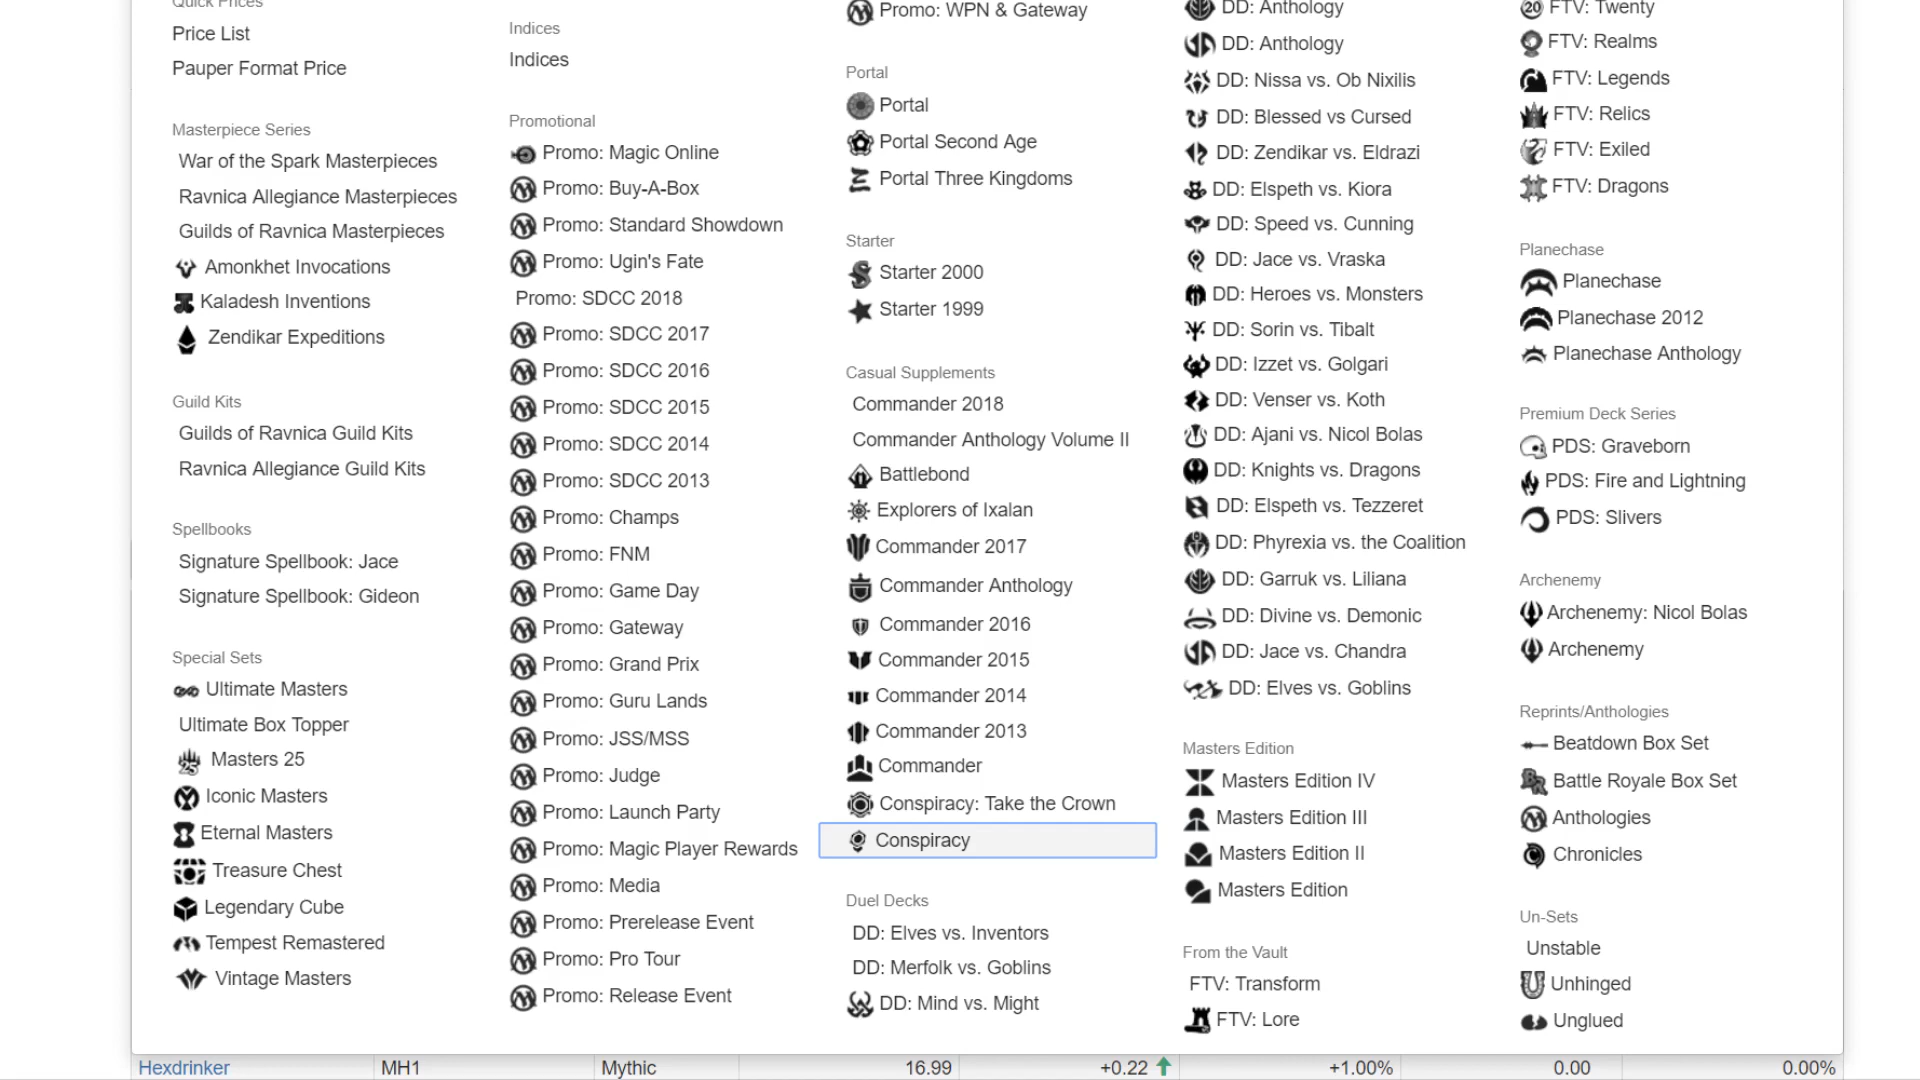 Quick Prices
Price List
Pauper Format Price
Masterpiece Series
War of the Spark Masterpieces
Ravnica Allegiance Masterpieces
Guilds of Ravnica Masterpieces
Amonkhet Invocations
Kaladesh Inventions
Zendikar Expeditions
Guild Kits
Guilds of Ravnica Guild Kits
Ravnica Allegiance Guild Kits
Spellbooks
Signature Spellbook: Jace
Signature Spellbook: Gideon
Special Sets
Ultimate Masters
Ultimate Box Topper
Masters 25
Iconic Masters
Eternal Masters
Treasure Chest
Legendary Cube
Tempest Remastered
Vintage Masters
Indices
Indices
Promotional
Promo: Magic Online
Promo: Buy-A-Box
Promo: Standard Showdown
Promo: Ugin's Fate
Promo: SDCC 2018
Promo: SDCC 2017
Promo: SDCC 2016
Promo: SDCC 2015
Promo: SDCC 2014
Promo: SDCC 2013
Promo: Champs
Promo: FNM
Promo: Game Day
Promo: Gateway
Promo: Grand Prix
Promo: Guru Lands
Promo: JSS/MSS
Promo: Judge
Promo: Launch Party
Promo: Magic Player Rewards
Promo: Media
Promo: Prerelease Event
Promo: Pro Tour
Promo: Release Event
Promo: WPN & Gateway
Portal
Portal
Portal Second Age
Portal Three Kingdoms
Starter
Starter 2000
Starter 1999
Casual Supplements
Commander 2018
Commander Anthology Volume II
Battlebond
Explorers of Ixalan
Commander 2017
Commander Anthology
Commander 2016
Commander 2015
Commander 2014
Commander 2013
Commander
Conspiracy: Take the Crown
Conspiracy
Duel Decks
DD: Elves vs. Inventors
DD: Merfolk vs. Goblins
DD: Mind vs. Might
DD: Anthology
DD: Anthology
DD: Nissa vs. Ob Nixilis
DD: Blessed vs Cursed
DD: Zendikar vs. Eldrazi
DD: Elspeth vs. Kiora
DD: Speed vs. Cunning
DD: Jace vs. Vraska
DD: Heroes vs. Monsters
DD: Sorin vs. Tibalt
DD: Izzet vs. Golgari
DD: Venser vs. Koth
DD: Ajani vs. Nicol Bolas
DD: Knights vs. Dragons
DD: Elspeth vs. Tezzeret
DD: Phyrexia vs. the Coalition
DD: Garruk vs. Liliana
DD: Divine vs. Demonic
DD: Jace vs. Chandra
DD: Elves vs. Goblins
Masters Edition
Masters Edition IV
Masters Edition III
Masters Edition II
Masters Edition
From the Vault
FTV: Transform
FTV: Lore
20 FTV: Twenty
FTV: Realms
FTV: Legends
FTV: Relics
FTV: Exiled
FTV: Dragons
Planechase
Planechase
Planechase 2012
Planechase Anthology
Premium Deck Series
PDS: Graveborn
PDS: Fire and Lightning
PDS: Slivers
Archenemy
Archenemy: Nicol Bolas
Archenemy
Reprints/Anthologies
Beatdown Box Set
Battle Royale Box Set
Anthologies
Chronicles
Un-Sets
Unstable
Unhinged
Unglued
Hexdrinker MH1 Mythic 16.99 +0.22 +1.00% 0.00 0.00%